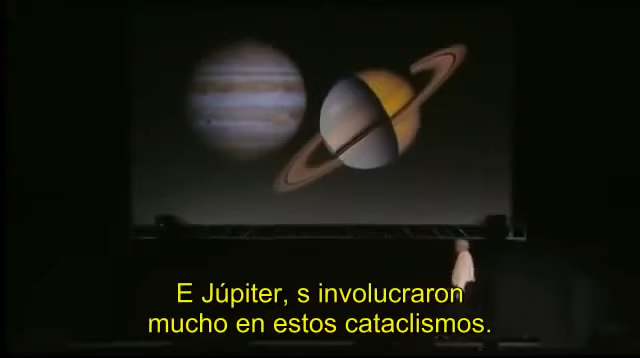 E Júpiter, s involucraron
mucho en estos cataclismos.